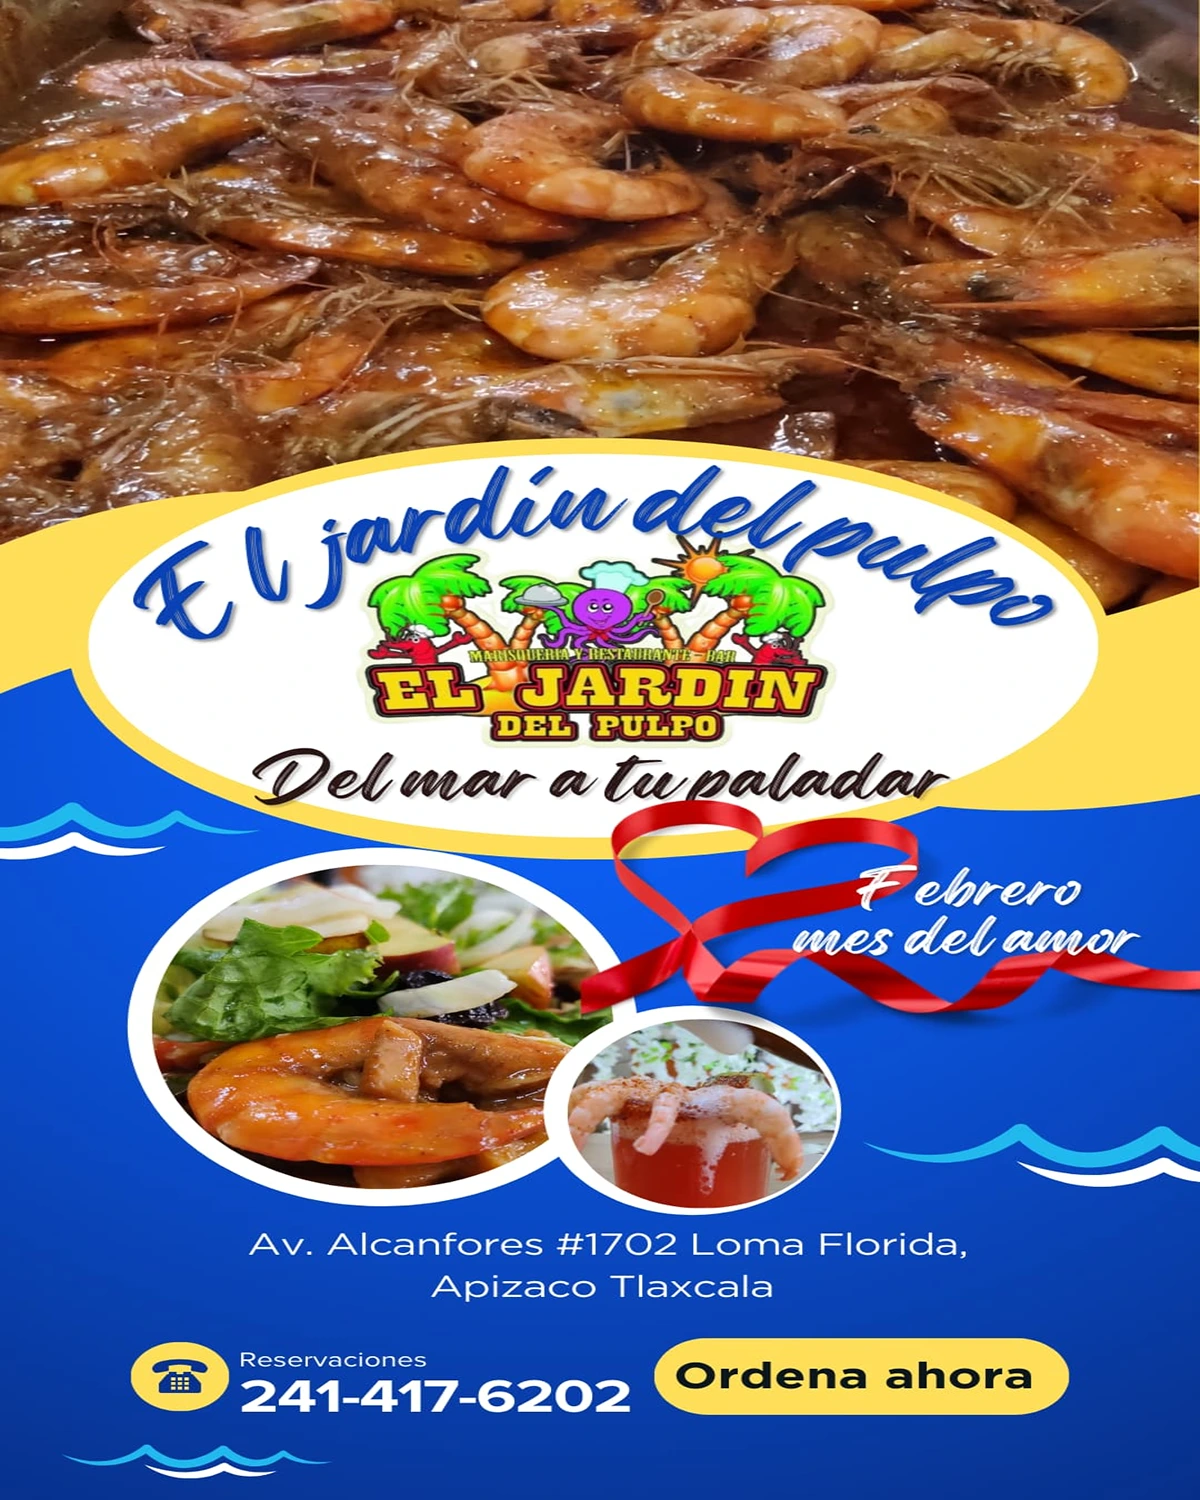 El jardín del pulpo
MARISQUERIA Y RESTAURANTE - BAR
EL JARDIN
DEL PULPO
Del mar a tu paladar
Febrero
mes del amor
Av. Alcanfores #1702 Loma Florida,
Apizaco Tlaxcala
Reservaciones
241-417-6202
Ordena ahora